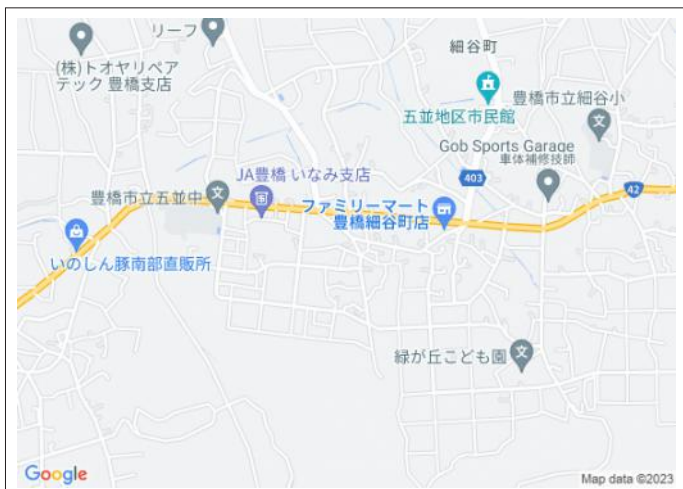 リーフ
(株)トオヤリペア
テック 豊橋支店
細谷町
五並地区市民館
豊橋市立細谷小
文
Gob Sports Garage
車体補修技師
403
42
JA豊橋 いなみ支店
豊橋市立五並中
文
ファミリーマート
豊橋細谷町店
いのしん豚南部直販所
緑が丘こども園
文
Google
Map data ©2023